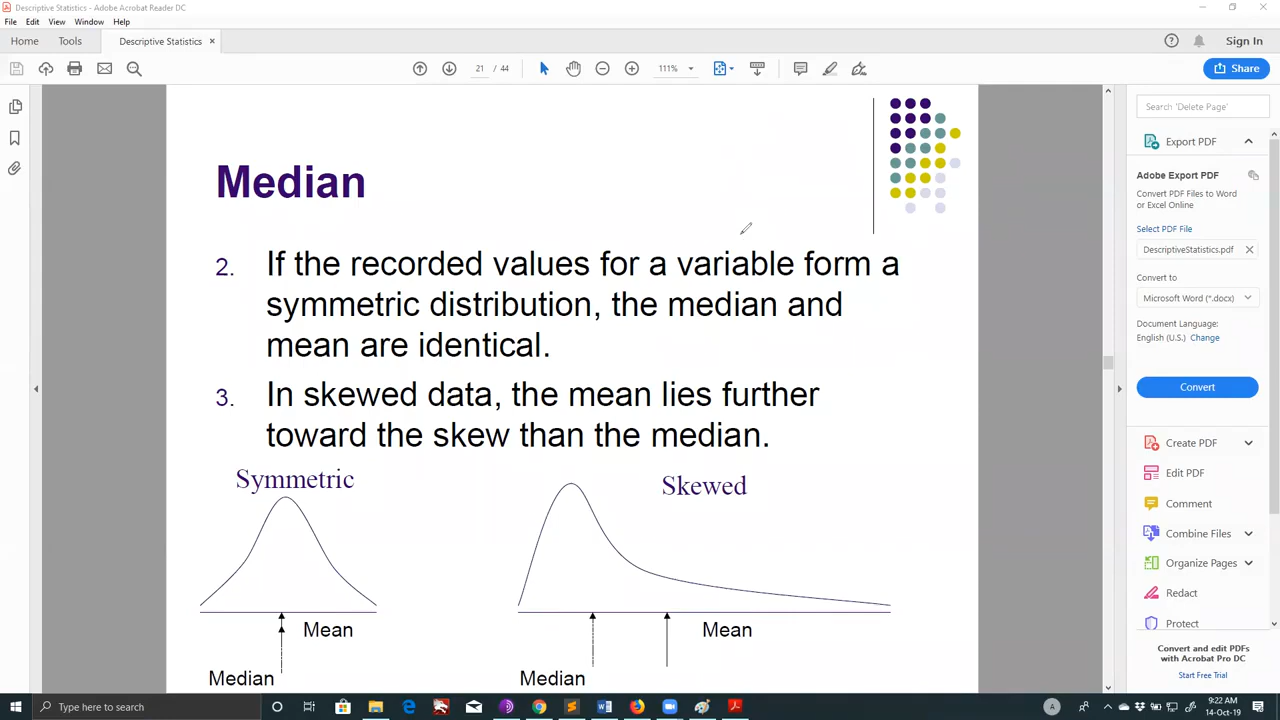 Descriptive Statistics - Adobe Acrobat Reader DC
File Edit View Window Help
Home Tools Descriptive Statistics × ? Sign In
21 / 44 111% Share
Median
2. If the recorded values for a variable form a
symmetric distribution, the median and
mean are identical.
3. In skewed data, the mean lies further
toward the skew than the median.
Symmetric Skewed
Mean Mean
Median Median
Search 'Delete Page'
Export PDF
Adobe Export PDF
Convert PDF Files to Word
or Excel Online
Select PDF File
DescriptiveStatistics.pdf
Convert to
Microsoft Word (*.docx)
Document Language:
English (U.S.) Change
Convert
Create PDF
Edit PDF
Comment
Combine Files
Organize Pages
Redact
Protect
Convert and edit PDFs
with Acrobat Pro DC
Start Free Trial
Type here to search
9:22 AM
14-Oct-19